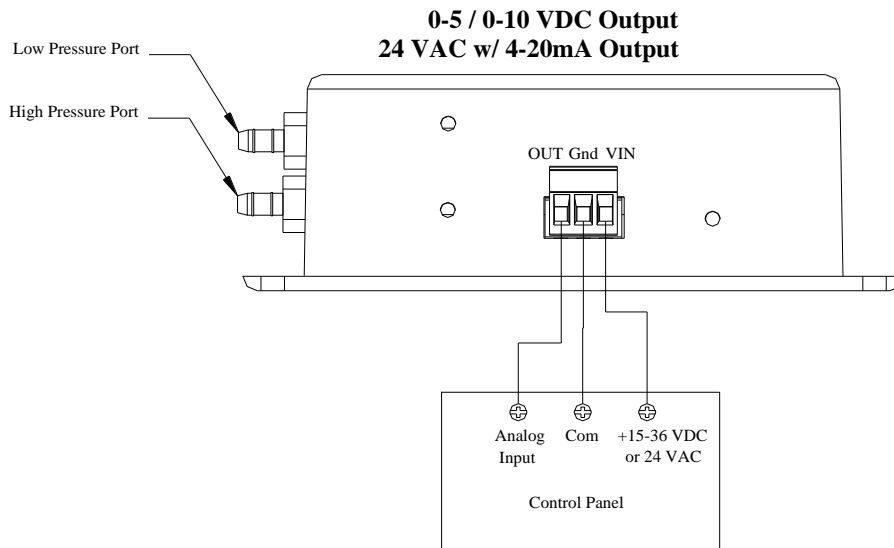 0-5 / 0-10 VDC Output
24 VAC w/ 4-20mA Output
Low Pressure Port
High Pressure Port
OUT Gnd VIN
Analog Input
Com
+15-36 VDC
or 24 VAC
Control Panel